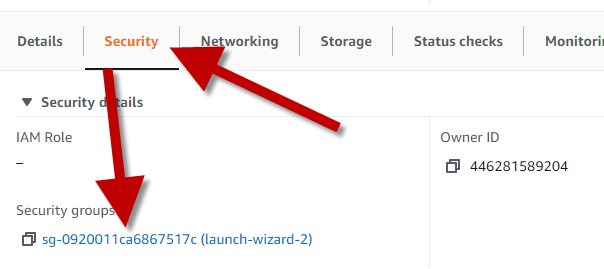 Details Security Networking Storage Status checks Monitorin
Security details
IAM Role
Owner ID
–
446281589204
Security groups
sg-0920011ca6867517c (launch-wizard-2)